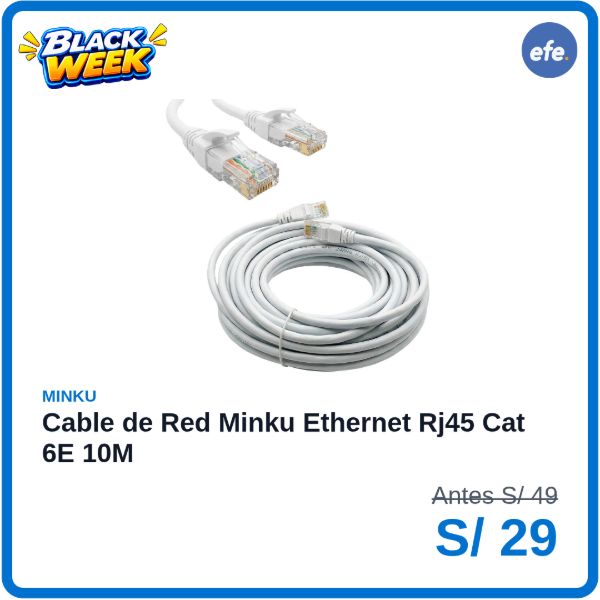 BLACK
WEEK
efe.
MINKU
Cable de Red Minku Ethernet Rj45 Cat
6E 10M
Antes S/ 49
S/ 29